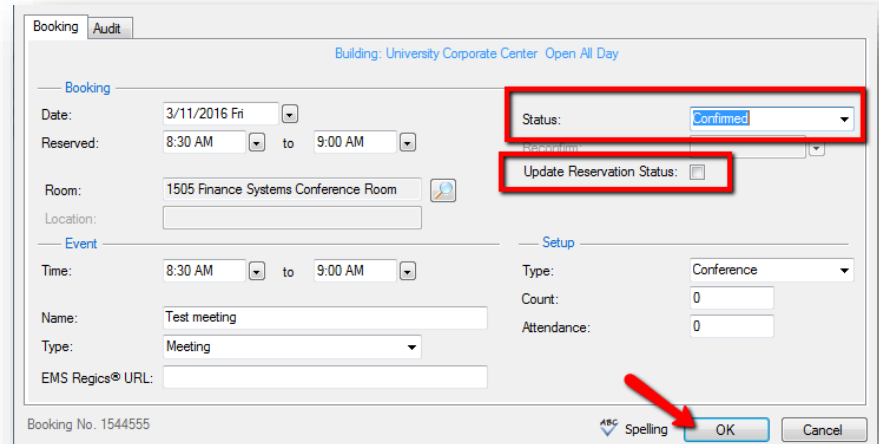 Booking Audit
Building: University Corporate Center Open All Day
Booking
Date: 3/11/2016 Fri
Status: Confirmed
Reserved: 8:30 AM to 9:00 AM
Reconfirm:
Update Reservation Status:
Room: 1505 Finance Systems Conference Room
Location:
Event
Setup
Time: 8:30 AM to 9:00 AM
Type: Conference
Count: 0
Name: Test meeting
Attendance: 0
Type: Meeting
EMS Regics® URL:
Booking No. 1544555
ABC Spelling OK Cancel